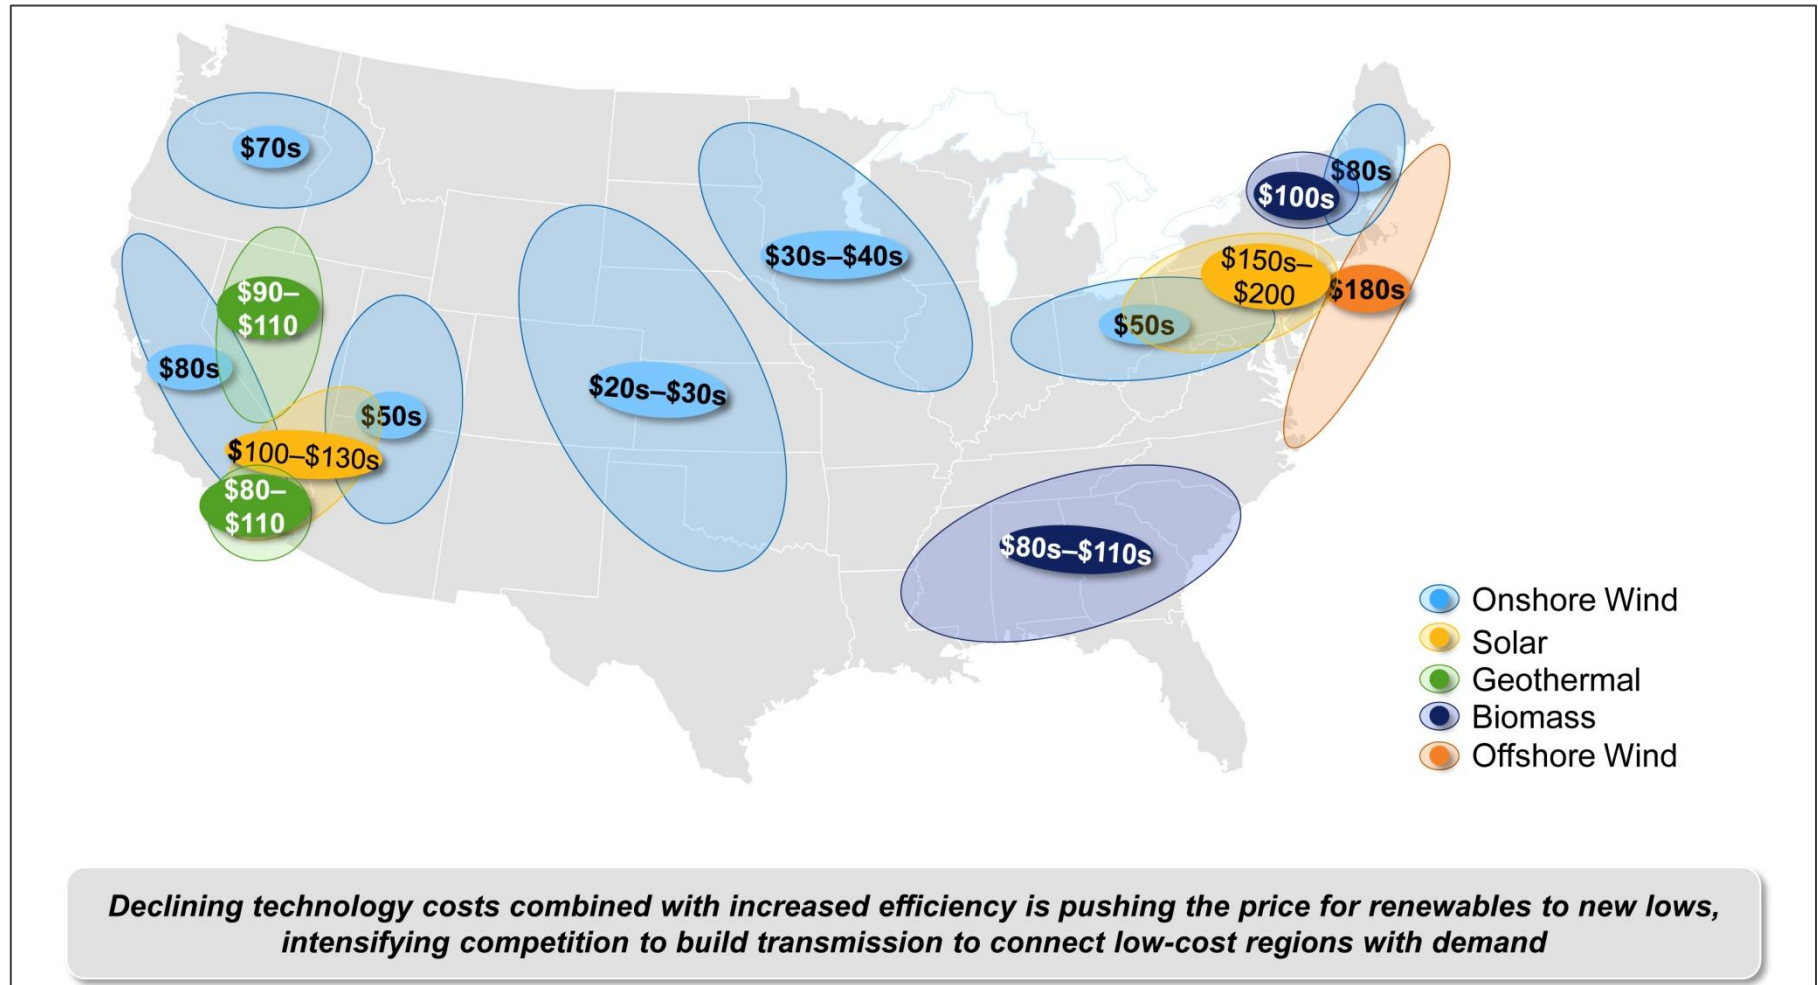 $70s
$80s
$30s–$40s
$100s
$150s–
$200
$90–
$110
$180s
$50s
$80s
$20s–$30s
$50s
$100–$130s
$80–
$110
$80s–$110s
Onshore Wind
Solar
Geothermal
Biomass
Offshore Wind
Declining technology costs combined with increased efficiency is pushing the price for renewables to new lows,
intensifying competition to build transmission to connect low-cost regions with demand